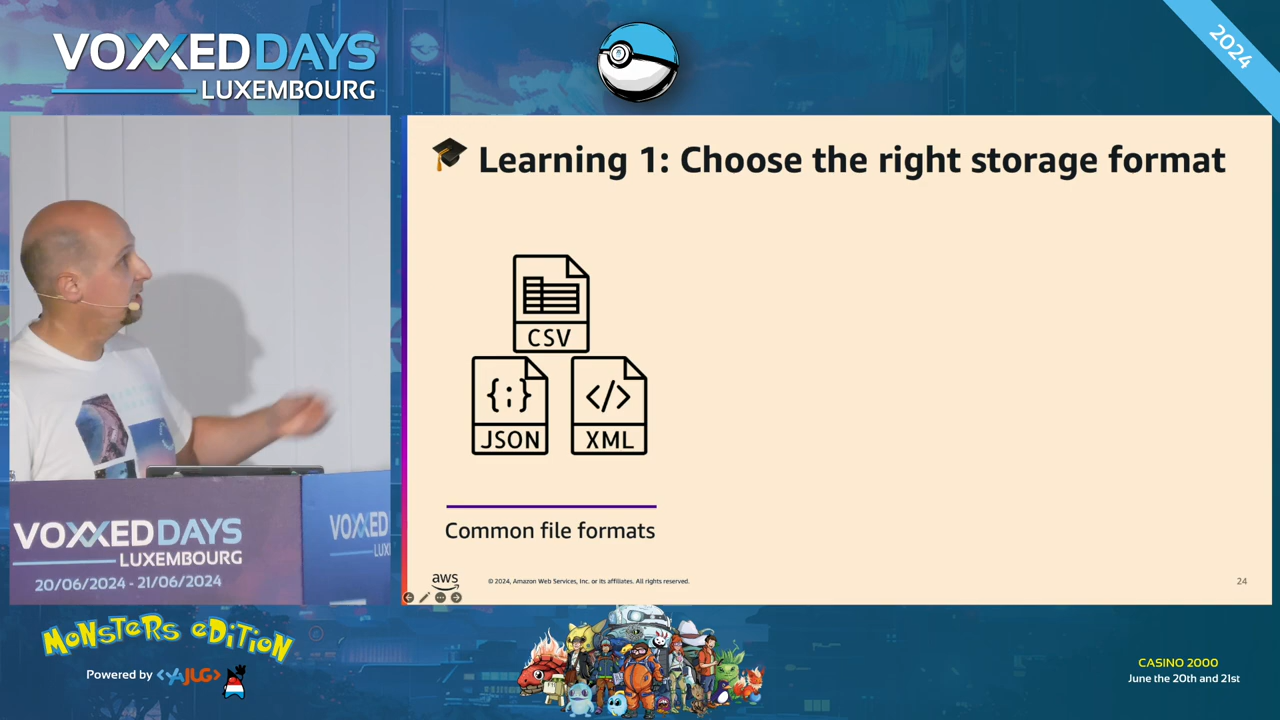 VOXXEDDAYS
LUXEMBOURG
2024
Learning 1: Choose the right storage format
CSV
{;}
JSON
</>
XML
Common file formats
aws
© 2024, Amazon Web Services, Inc. or its affiliates. All rights reserved.
24
VOXXEDDAYS
LUXEMBOURG
20/06/2024 - 21/06/2024
VOXXED
LUX
MONSTERS EDITION
Powered by <YAJUG>
CASINO 2000
June the 20th and 21st